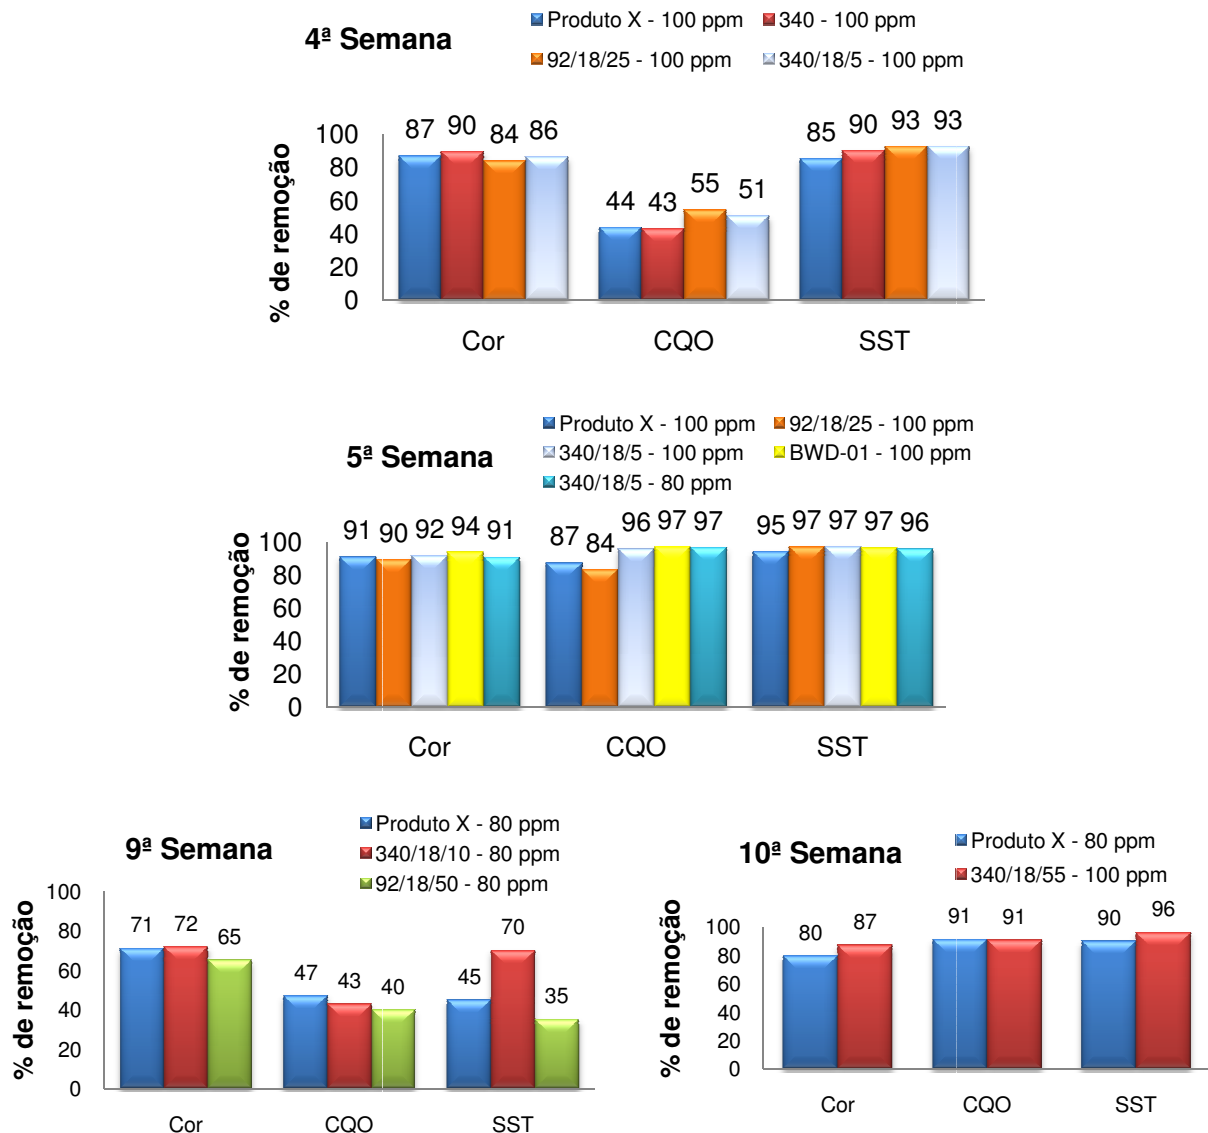 4ª Semana
Produto X - 100 ppm 340 - 100 ppm
92/18/25 - 100 ppm 340/18/5 - 100 ppm
% de remoção
100
80
60
40
20
0
87 90 84 86
44 43 55 51
85 90 93 93
Cor CQO SST
5ª Semana
Produto X - 100 ppm 92/18/25 - 100 ppm
340/18/5 - 100 ppm BWD-01 - 100 ppm
340/18/5 - 80 ppm
% de remoção
100
80
60
40
20
0
91 90 92 94 91
87 84 96 97 97
95 97 97 97 96
Cor CQO SST
9ª Semana
Produto X - 80 ppm
340/18/10 - 80 ppm
92/18/50 - 80 ppm
% de remoção
100
80
60
40
20
0
71 72 65
47 43 40
45 70 35
Cor CQO SST
10ª Semana
Produto X - 80 ppm
340/18/55 - 100 ppm
% de remoção
100
80
60
40
20
0
80 87
91 91
90 96
Cor CQO SST